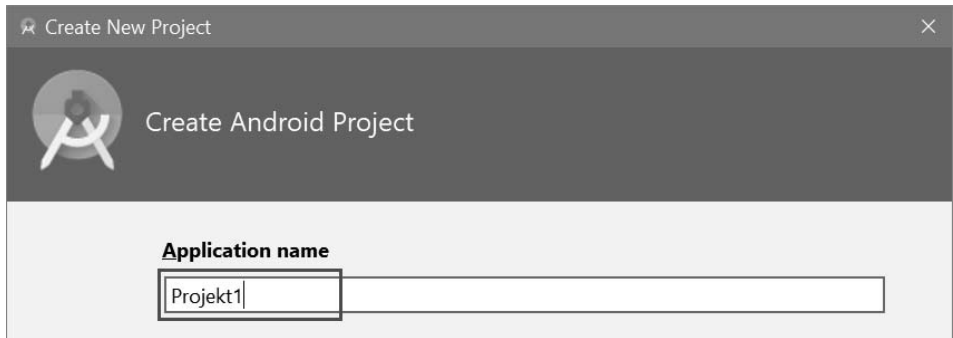 Create New Project
Create Android Project
Application name
Projekt1